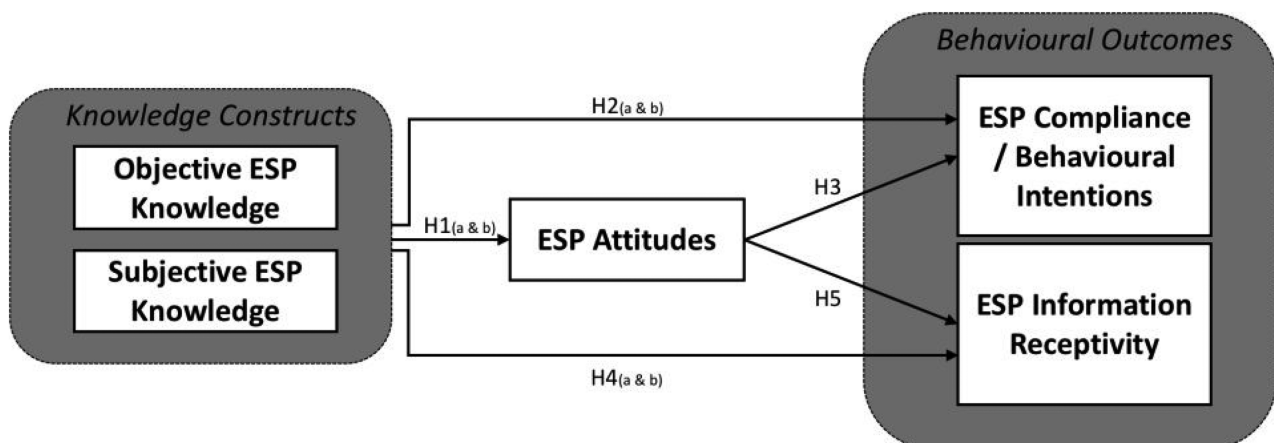 Knowledge Constructs
Objective ESP
Knowledge
Subjective ESP
Knowledge
H2(a & b)
H1(a & b)
H4(a & b)
ESP Attitudes
H3
H5
Behavioural Outcomes
ESP Compliance
/ Behavioural
Intentions
ESP Information
Receptivity